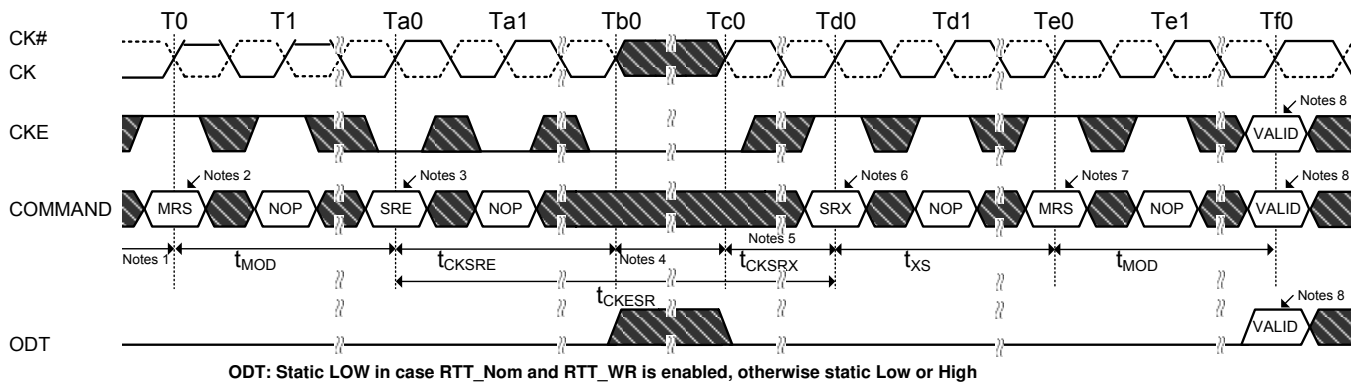 T0 T1 Ta0 Ta1 Tb0 Tc0 Td0 Td1 Te0 Te1 Tf0
CK#
CK
Notes 8
CKE
VALID
Notes 2 Notes 3 Notes 6 Notes 7 Notes 8
COMMAND MRS NOP SRE NOP SRX NOP MRS NOP VALID
Notes 1 tMOD tCKSRE Notes 4 Notes 5 tCKSRX tXS tMOD
tCKESR
Notes 8
ODT VALID
ODT: Static LOW in case RTT_Nom and RTT_WR is enabled, otherwise static Low or High